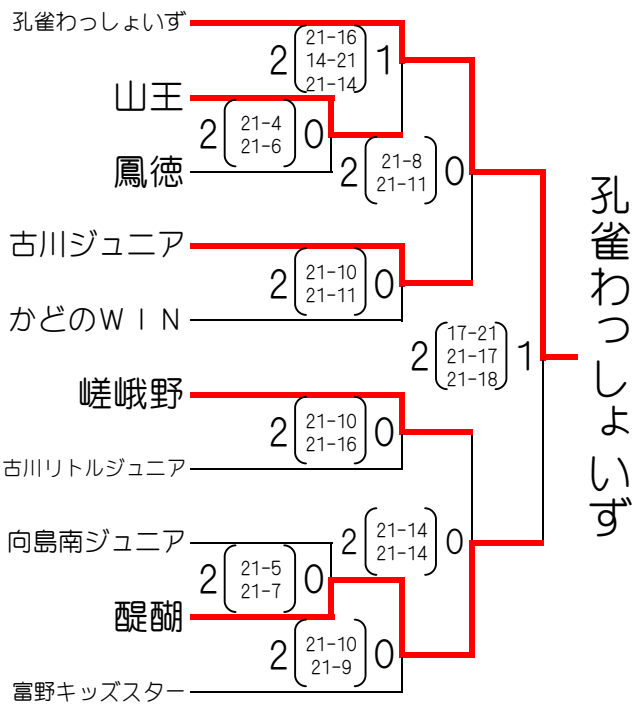 孔雀わっしょいず
山王
鳳徳
古川ジュニア
かどのWIN
嵯峨野
古川リトルジュニア
向島南ジュニア
醍醐
富野キッズスター
2 21-16 14-21 21-14 1
2 21-4 21-6 0
2 21-8 21-11 0
2 21-10 21-11 0
2 17-21 21-17 21-18 1
2 21-10 21-16 0
2 21-14 21-14 0
2 21-5 21-7 0
2 21-10 21-9 0
孔雀わっしょいず